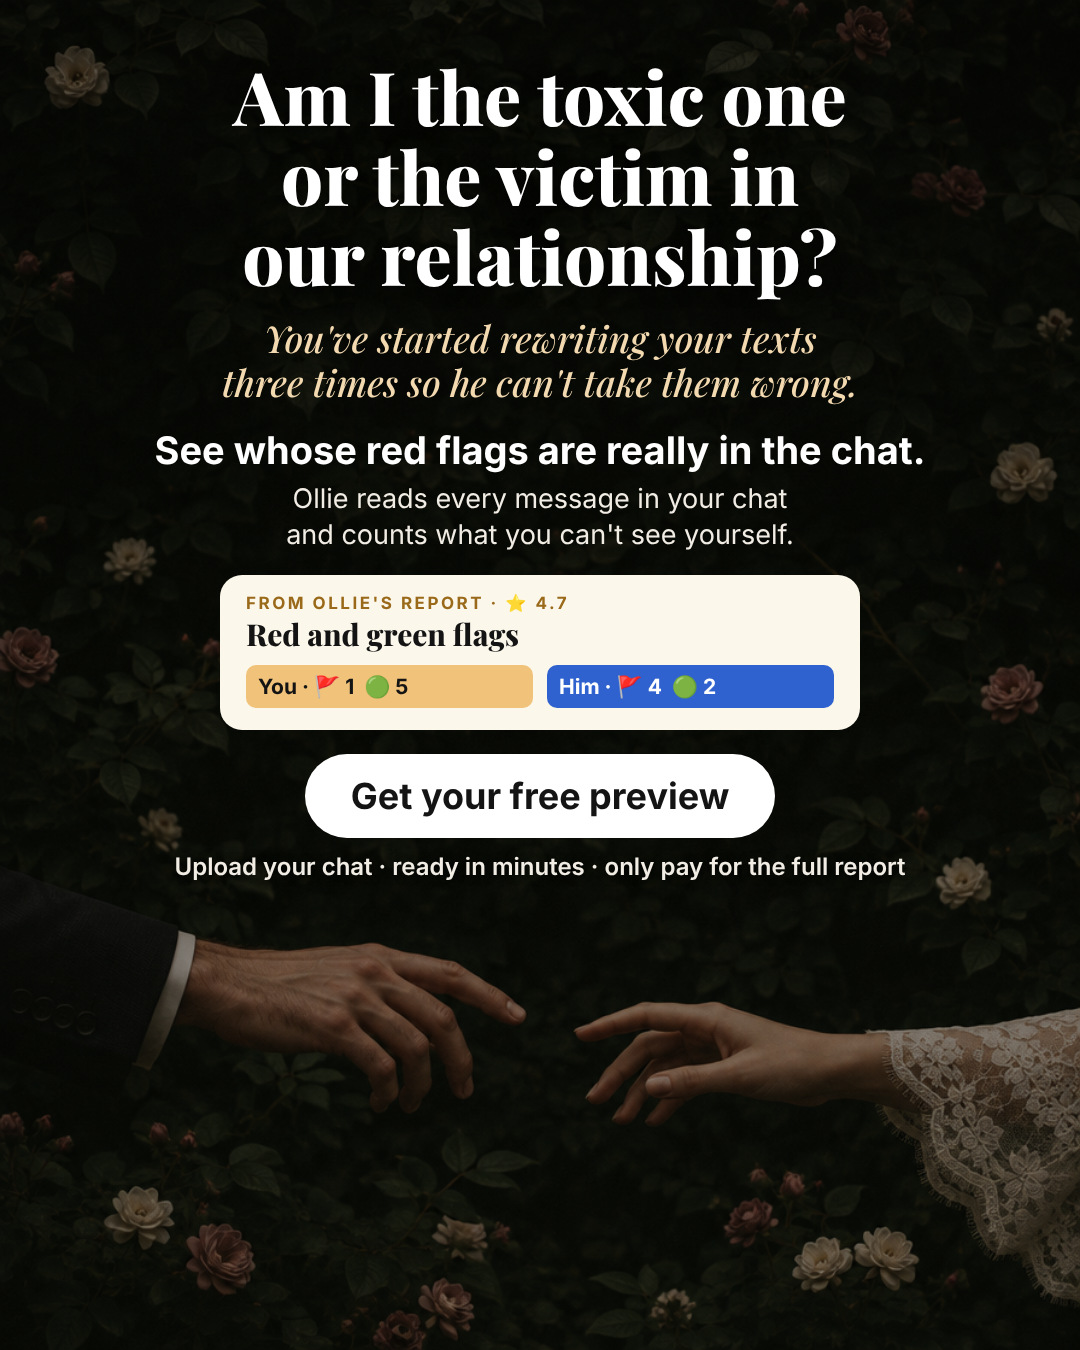 Am I the toxic one
or the victim in
our relationship?
You've started rewriting your texts
three times so he can't take them wrong.
See whose red flags are really in the chat.
Ollie reads every message in your chat
and counts what you can't see yourself.
FROM OLLIE'S REPORT · ⭐ 4.7
Red and green flags
You · 🚩 1 🟢 5
Him · 🚩 4 🟢 2
Get your free preview
Upload your chat · ready in minutes · only pay for the full report